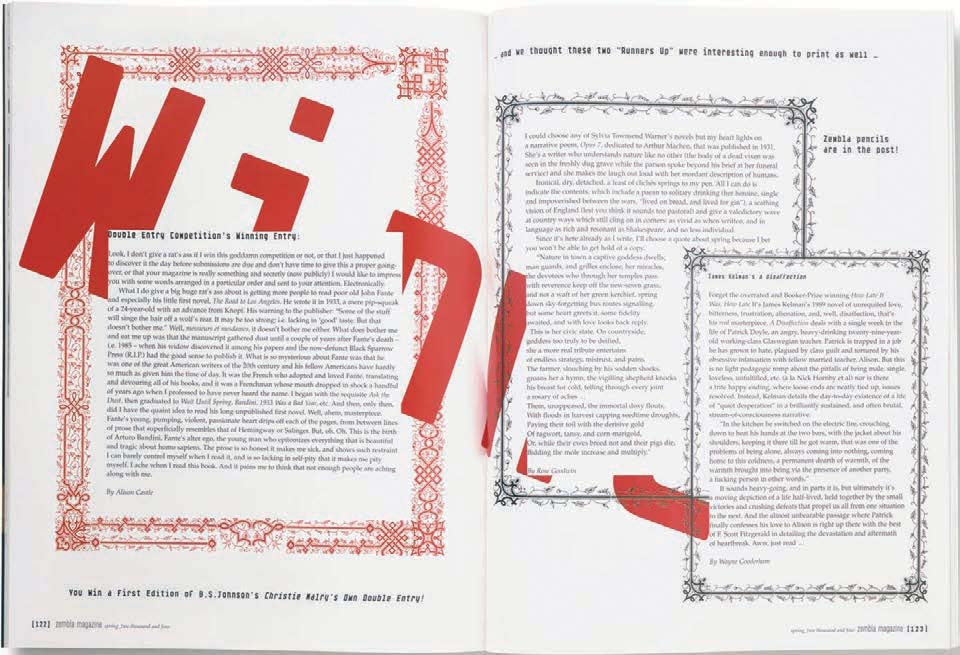 Win!
Double Entry Competition's Winning Entry:
Look, I don't give a rat's ass if I win this goddamn competition or not, or that I just happened
to discover it the day before submissions are due and don't have time to give this a proper going-
over, or that your magazine is really something and secretly (now publicly) I would like to impress
you with some words arranged in a particular order and sent to your attention. Electronically.
What I do give a big huge rat's ass about is getting more people to read poor old John Fante
and especially his little first novel, The Road to Los Angeles. He wrote it in 1933, a mere pip-squeak
of a 24-year-old with an advance from Knopf. His warning to the publisher: "Some of the stuff
will singe the hair off a wolf's rear. It may be too strong; i.e. lacking in 'good' taste. But that
doesn't bother me." Well, messieurs et mesdames, it doesn't bother me either. What does bother me
and eat me up was that the manuscript gathered dust until a couple of years after Fante's death –
i.e. 1985 – when his widow discovered it among his papers and the now-defunct Black Sparrow
Press (R.I.P.) had the good sense to publish it. What is so mysterious about Fante was that he
was one of the great American writers of the 20th century and his fellow Americans have hardly
so much as given him the time of day. It was the French who adopted and loved Fante, translating
and devouring all of his books, and it was a Frenchman whose mouth dropped in shock a handful
of years ago when I professed to have never heard the name. I began with the requisite Ask the
Dust, then graduated to Wait Until Spring, Bandini, 1933 Was a Bad Year, etc. And then, only then,
did I have the quaint idea to read his long unpublished first novel. Well, ahem, masterpiece.
Fante's young, pumping, violent, passionate heart drips off each of the pages, from between lines
of prose that superficially resembles that of Hemingway or Salinger. But, oh. Oh. This is the birth
of Arturo Bandini, Fante's alter ego, the young man who epitomizes everything that is beautiful
and tragic about homo sapiens. The prose is so honest it makes me sick, and shows such restraint
I can barely control myself when I read it, and is so lacking in self-pity that it makes me pity
myself. I ache when I read this book. And it pains me to think that not enough people are aching
along with me.
By Alison Castle
You Win a First Edition of B.S.Johnson's Christie Malry's Own Double Entry!
[122] zembla magazine spring_two thousand and four
… and we thought these two "Runners Up" were interesting enough to print as well …
Zembla pencils
are in the post!
I could choose any of Sylvia Townsend Warner's novels but my heart lights on
a narrative poem, Opus 7, dedicated to Arthur Machen, that was published in 1931.
She's a writer who understands nature like no other (the body of a dead vixen was
seen in the freshly dug grave while the parson spoke beyond his brief at her funeral
service) and she makes me laugh out loud with her mordant description of humans.
Ironical, dry, detached, a feast of clichés springs to my pen. All I can do is
indicate the contents, which include a paean to solitary drinking (her heroine, single
and impoverished between the wars, 'lived on bread, and lived for gin'), a scathing
vision of England (lest you think it sounds too pastoral) and give a valedictory wave
at country ways which still cling on in corners: as vivid as when written, and in
language as rich and resonant as Shakespeare, and no less individual.
Since it's here already as I write, I'll choose a quote about spring because I bet
you won't be able to get hold of a copy.
"Nature in town a captive goddess dwells,
man guards, and grilles enclose, her miracles,
she devotees who through her temples pass
with reverence keep off the new-sown grass,
and not a waft of her green kerchief, spring
down sky-forgetting bus routes signalling,
but some heart greets it, some fidelity
awaited, and with love looks back reply.
This is her civic state. On countryside,
goddess too truly to be deified,
she a more real tribute entertains
of endless strategy, mistrust, and pains.
The farmer, slouching by his sodden shocks,
groans her a hymn, the vigilling shepherd knocks
his breast for cold, telling through every joint
a rosary of aches …
Then, unappeased, the immortal doxy flouts,
With floods in harvest capping seedtime droughts,
Paying their toil with the derisive gold
Of ragwort, tansy, and corn-marigold,
Or, while their ewes breed not and their pigs die,
Bidding the mole increase and multiply."
By Rose Goodwin
James Kelman's A Disaffection
Forget the overrated and Booker-Prize winning How Late It
Was, How Late. It's James Kelman's 1989 novel of unrequited love,
bitterness, frustration, alienation, and, well, disaffection, that's
his real masterpiece. A Disaffection deals with a single week in the
life of Patrick Doyle, an angry, heavy-drinking twenty-nine-year-
old working-class Glaswegian teacher. Patrick is trapped in a job
he has grown to hate, plagued by class guilt and tortured by his
obsessive infatuation with fellow married teacher, Alison. But this
is no light pedagogic romp about the pitfalls of being male, single,
loveless, unfulfilled, etc. (à la Nick Hornby et al) nor is there
a trite happy ending, where loose ends are neatly tied up, issues
resolved. Instead, Kelman details the day-to-day existence of a life
of "quiet desperation" in a brilliantly sustained, and often brutal,
stream-of-consciousness narrative.
"In the kitchen he switched on the electric fire, crouching
down to heat his hands at the two bars, with the jacket about his
shoulders, keeping it there till he got warm, that was one of the
problems of being alone, always coming into nothing, coming
home to this coldness, a permanent dearth of warmth, of the
warmth brought into being via the presence of another party,
a fucking person in other words."
It sounds heavy-going, and in parts it is, but ultimately it's
a moving depiction of a life half-lived, held together by the small
victories and crushing defeats that propel us all from one situation
to the next. And the almost unbearable passage where Patrick
finally confesses his love to Alison is right up there with the best
of F. Scott Fitzgerald in detailing the devastation and aftermath
of heartbreak. Aww, just read …
By Wayne Gooderham
spring_two thousand and four zembla magazine [123]